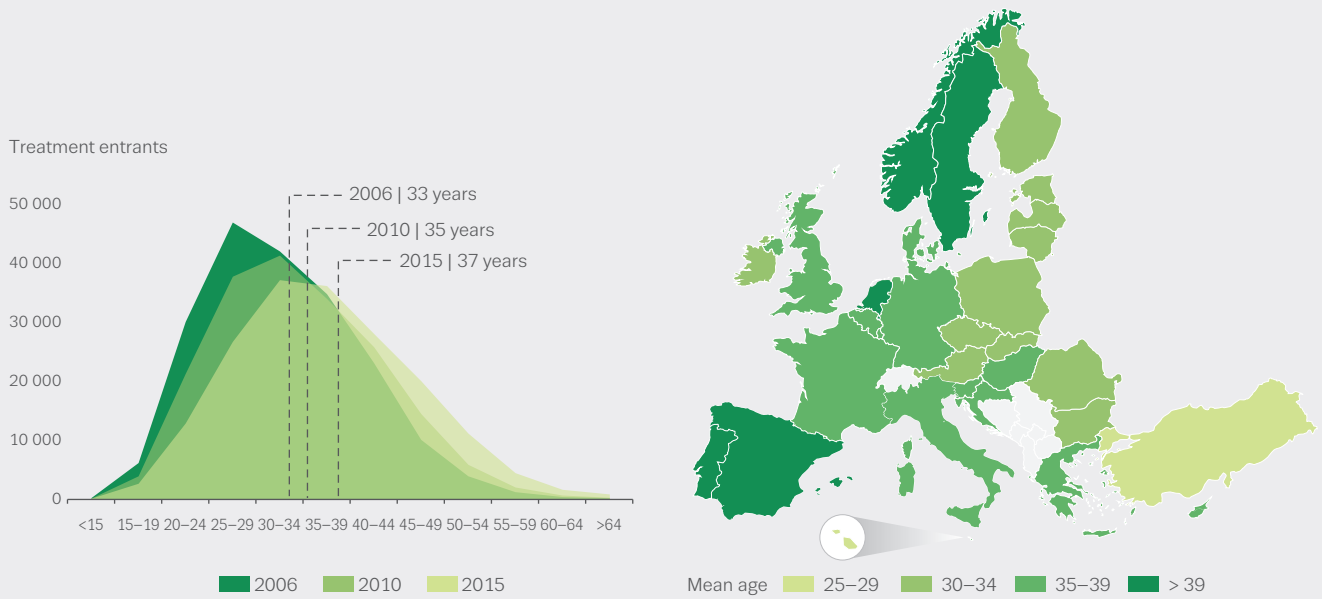 Treatment entrants
50 000
40 000
30 000
20 000
10 000
0
2006 | 33 years
2010 | 35 years
2015 | 37 years
<15 15–19 20–24 25–29 30–34 35–39 40–44 45–49 50–54 55–59 60–64 >64
2006 2010 2015
Mean age 25–29 30–34 35–39 > 39